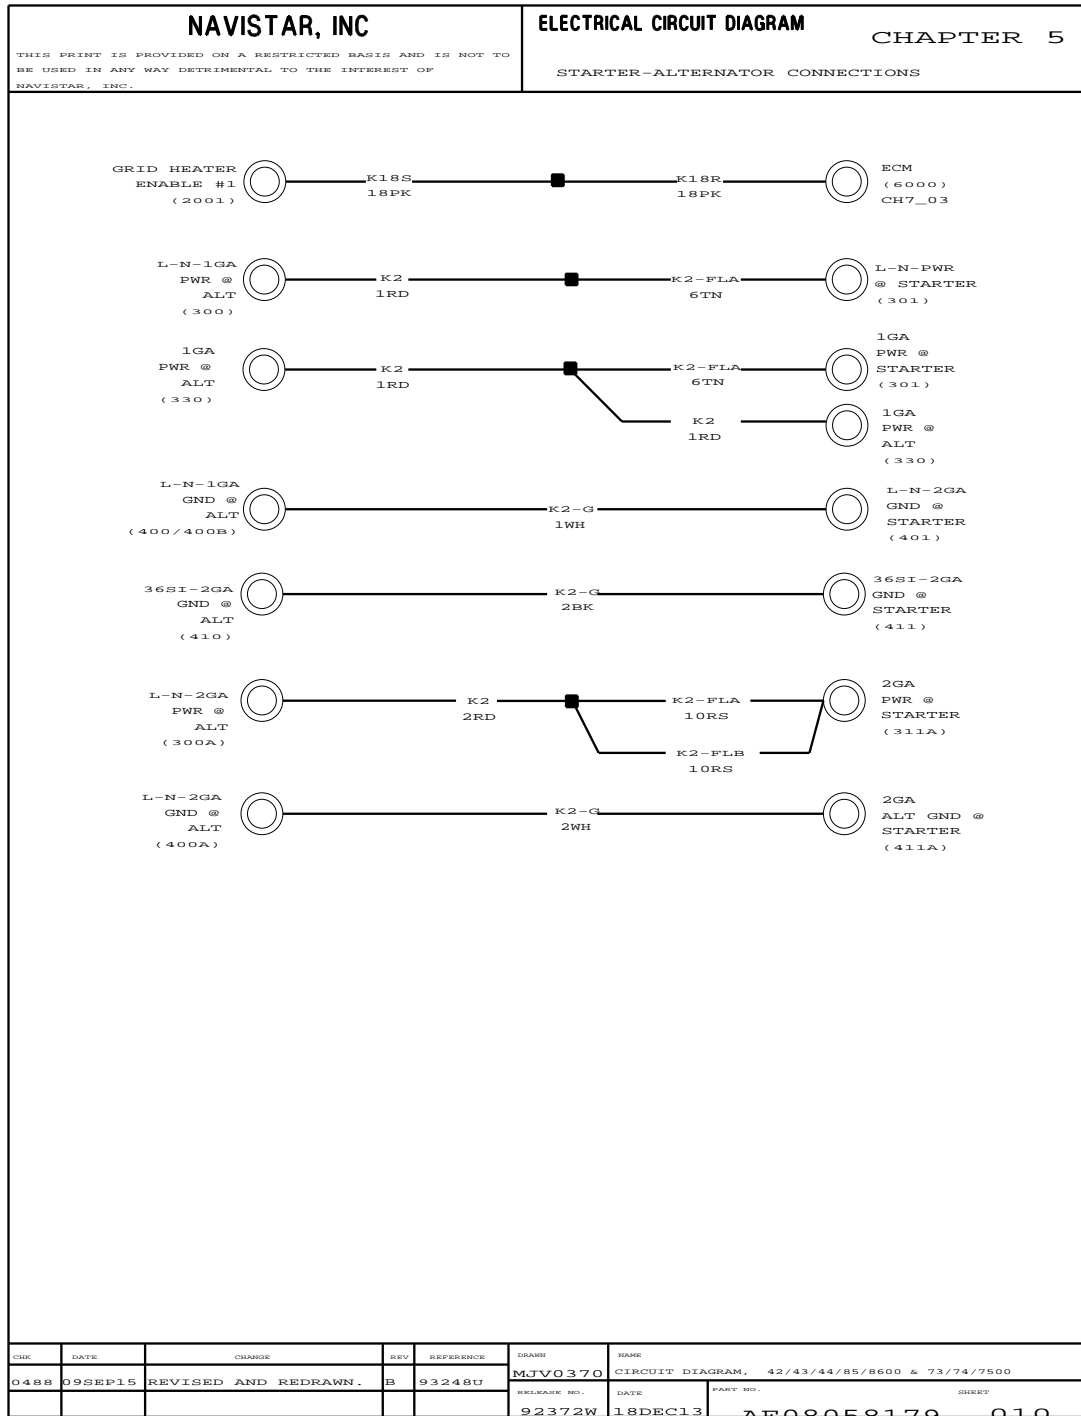 NAVISTAR, INC
THIS PRINT IS PROVIDED ON A RESTRICTED BASIS AND IS NOT TO
BE USED IN ANY WAY DETRIMENTAL TO THE INTEREST OF
NAVISTAR, INC.
ELECTRICAL CIRCUIT DIAGRAM
CHAPTER 5
STARTER-ALTERNATOR CONNECTIONS
GRID HEATER
ENABLE #1
(2001)
K18S
18PK
K18R
18PK
ECM
(6000)
CH7_03
L-N-1GA
PWR @
ALT
(300)
K2
1RD
K2-FLA
6TN
L-N-PWR
@ STARTER
(301)
1GA
PWR @
ALT
(330)
K2
1RD
K2-FLA
6TN
1GA
PWR @
STARTER
(301)
K2
1RD
1GA
PWR @
ALT
(330)
L-N-1GA
GND @
ALT
(400/400B)
K2-G
1WH
L-N-2GA
GND @
STARTER
(401)
36SI-2GA
GND @
ALT
(410)
K2-G
2BK
36SI-2GA
GND @
STARTER
(411)
L-N-2GA
PWR @
ALT
(300A)
K2
2RD
K2-FLA
10RS
K2-FLB
10RS
2GA
PWR @
STARTER
(311A)
L-N-2GA
GND @
ALT
(400A)
K2-G
2WH
2GA
ALT GND @
STARTER
(411A)
CHK DATE CHANGE REV REFERENCE
0488 09SEP15 REVISED AND REDRAWN. B 93248U
DRAWN
MJV0370
NAME
CIRCUIT DIAGRAM, 42/43/44/85/8600 & 73/74/7500
RELEASE NO.
92372W
DATE
18DEC13
PART NO.
AE08058179
SHEET
010